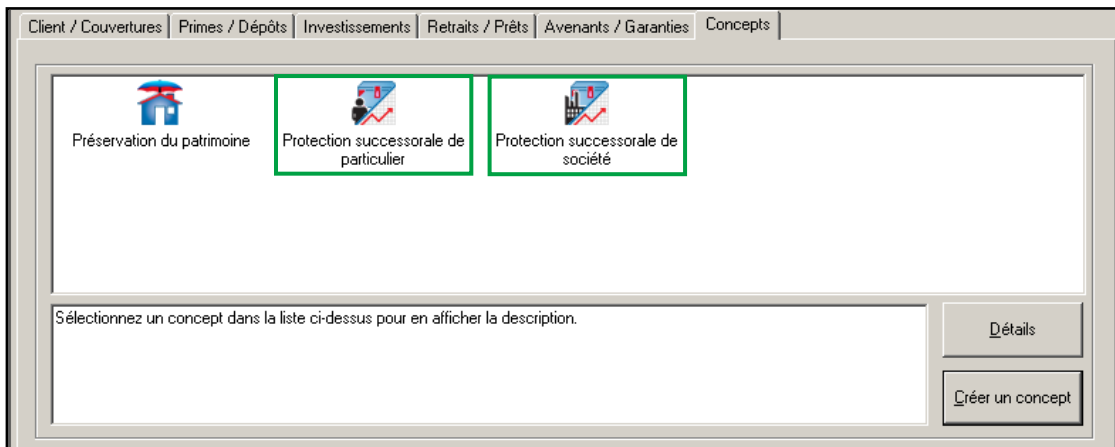 Client / Couvertures Primes / Dépôts Investissements Retraits / Prêts Avenants / Garanties Concepts
Préservation du patrimoine
Protection successorale de
particulier
Protection successorale de
société
Sélectionnez un concept dans la liste ci-dessus pour en afficher la description.
Détails
Créer un concept